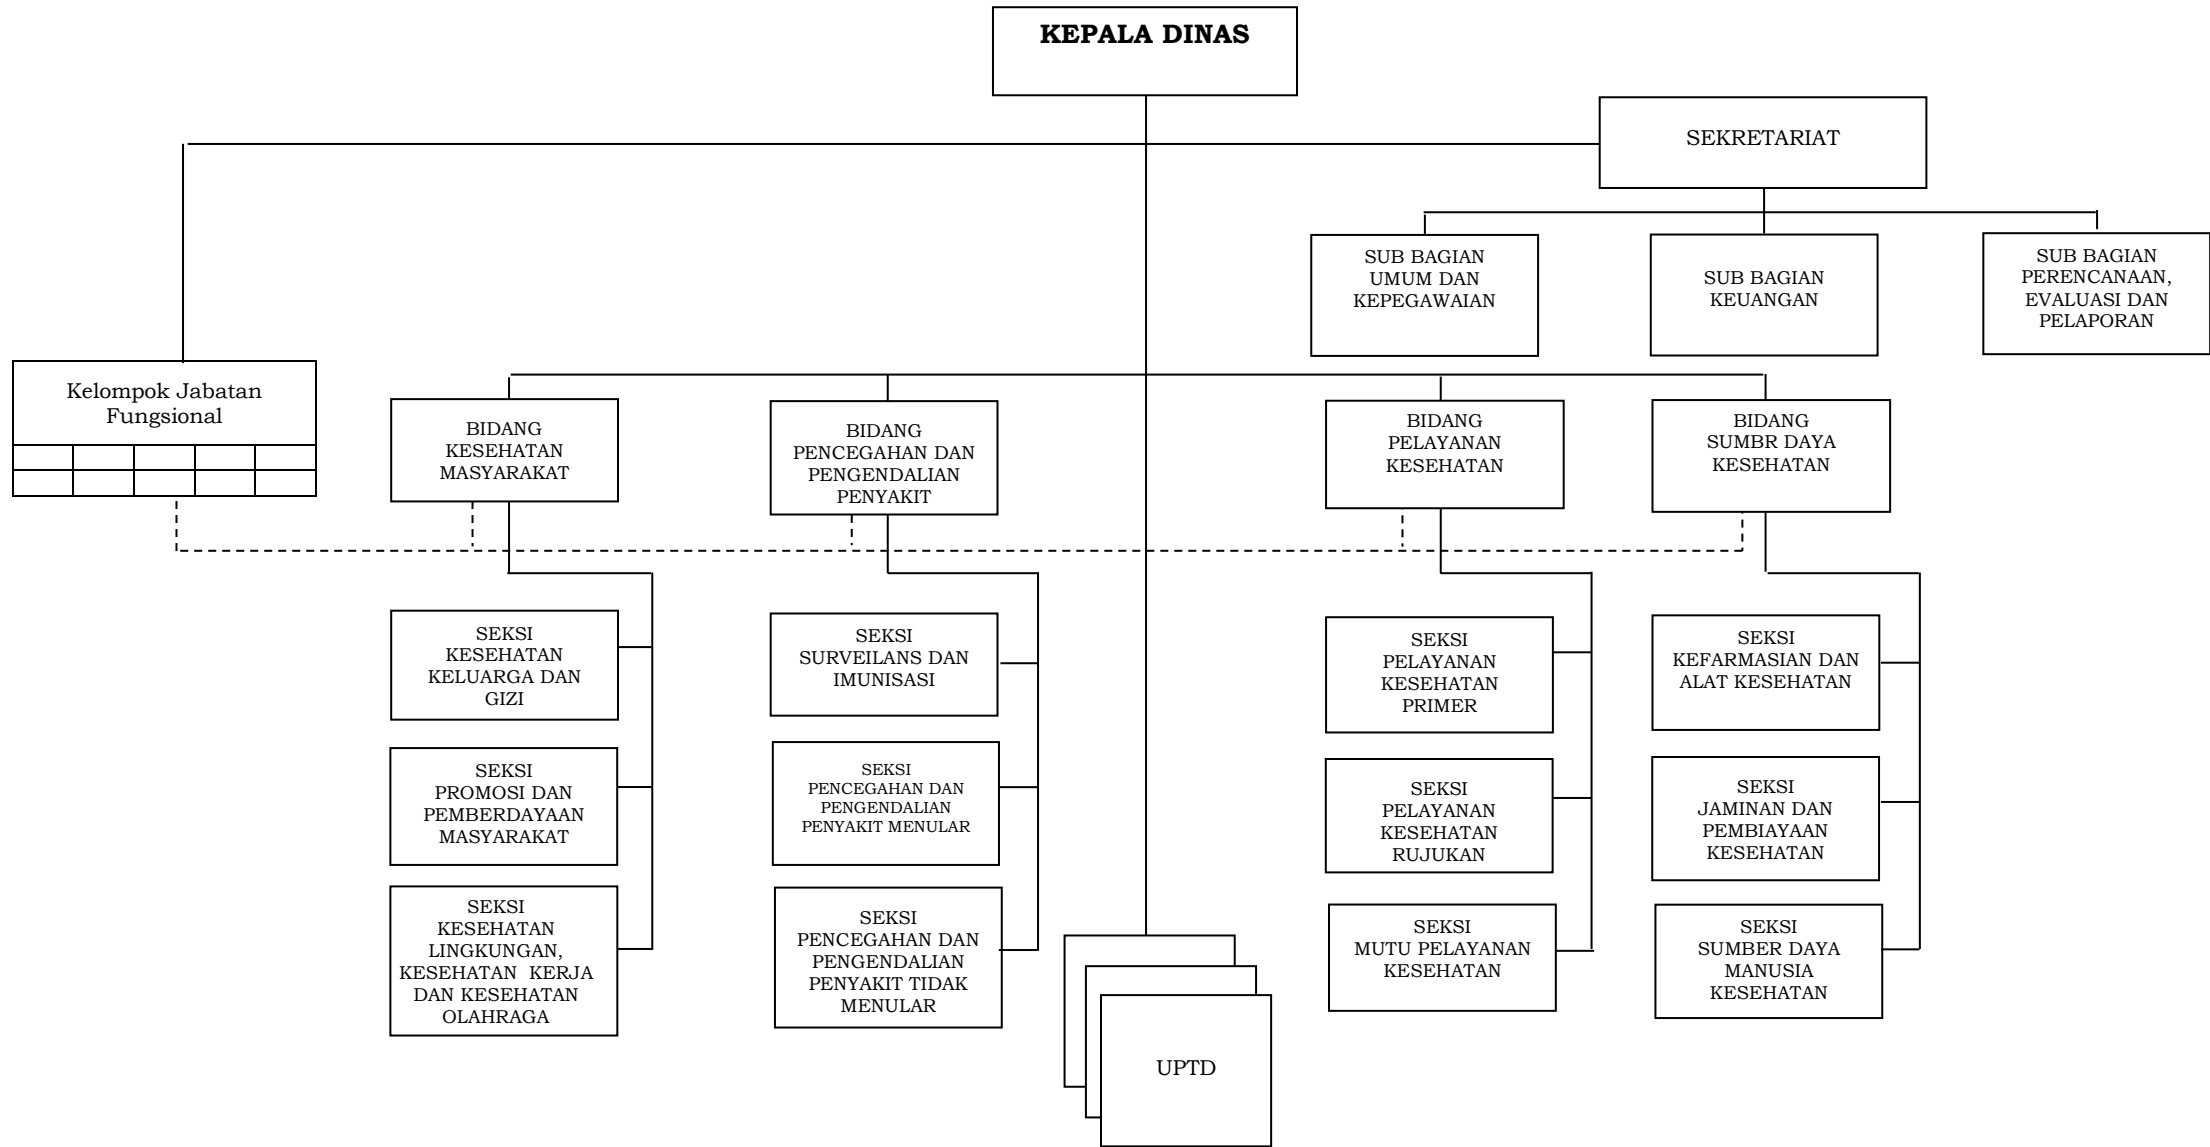 KEPALA DINAS
SEKRETARIAT
SUB BAGIAN
UMUM DAN
KEPEGAWAIAN
SUB BAGIAN
KEUANGAN
SUB BAGIAN
PERENCANAAN,
EVALUASI DAN
PELAPORAN
Kelompok Jabatan
Fungsional
BIDANG
KESEHATAN
MASYARAKAT
BIDANG
PENCEGAHAN DAN
PENGENDALIAN
PENYAKIT
BIDANG
PELAYANAN
KESEHATAN
BIDANG
SUMBR DAYA
KESEHATAN
SEKSI
KESEHATAN
KELUARGA DAN
GIZI
SEKSI
SURVEILANS DAN
IMUNISASI
SEKSI
PELAYANAN
KESEHATAN
PRIMER
SEKSI
KEFARMASIAN DAN
ALAT KESEHATAN
SEKSI
PROMOSI DAN
PEMBERDAYAAN
MASYARAKAT
SEKSI
PENCEGAHAN DAN
PENGENDALIAN
PENYAKIT MENULAR
SEKSI
PELAYANAN
KESEHATAN
RUJUKAN
SEKSI
JAMINAN DAN
PEMBIAYAAN
KESEHATAN
SEKSI
KESEHATAN
LINGKUNGAN,
KESEHATAN KERJA
DAN KESEHATAN
OLAHRAGA
SEKSI
PENCEGAHAN DAN
PENGENDALIAN
PENYAKIT TIDAK
MENULAR
SEKSI
MUTU PELAYANAN
KESEHATAN
SEKSI
SUMBER DAYA
MANUSIA
KESEHATAN
UPTD